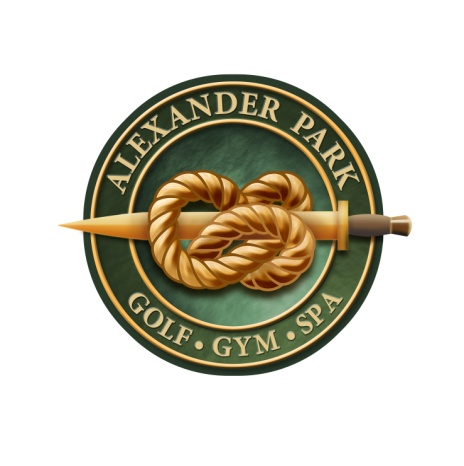 ALEXANDER PARK
GOLF • GYM • SPA